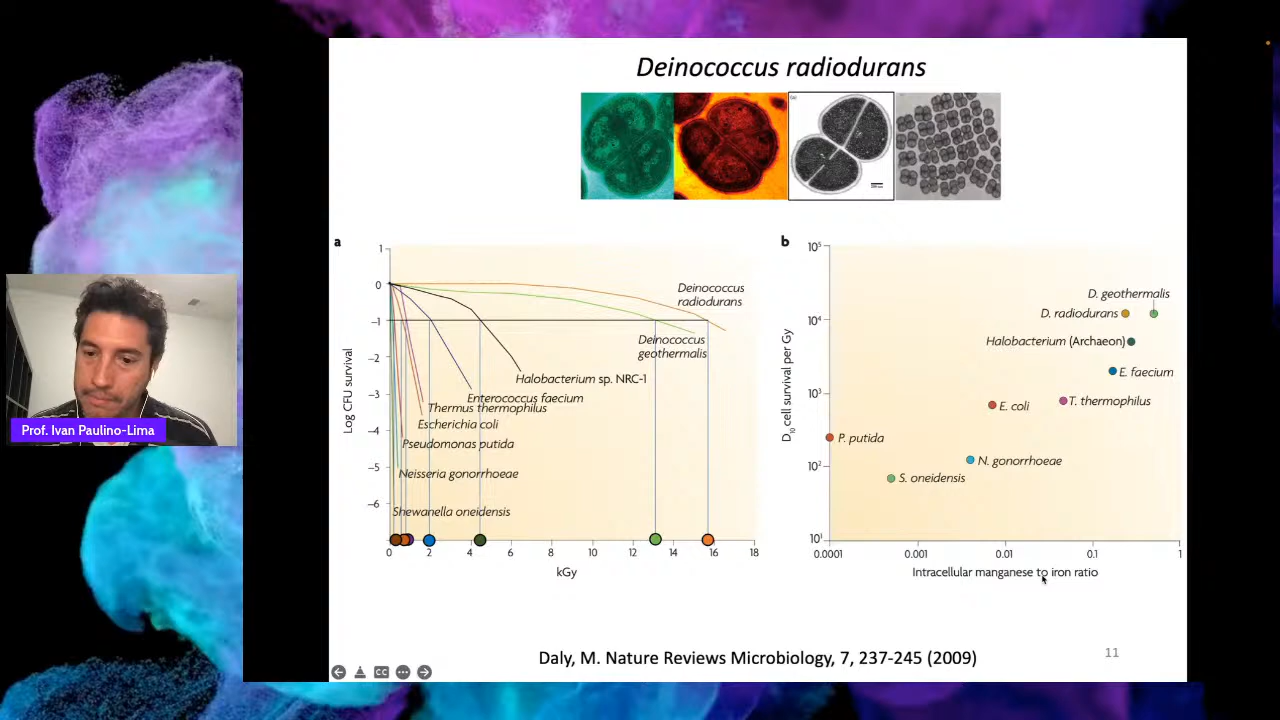 Deinococcus radiodurans
a
1
0
–1
–2
–3
–4
–5
–6
Log CFU survival
Deinococcus
radiodurans
Deinococcus
geothermalis
Halobacterium sp. NRC-1
Enterococcus faecium
Thermus thermophilus
Escherichia coli
Pseudomonas putida
Neisseria gonorrhoeae
Shewanella oneidensis
0 2 4 6 8 10 12 14 16 18
kGy
b
10⁵
10⁴
10³
10²
10¹
D₁₀ cell survival per Gy
D. geothermalis
D. radiodurans
Halobacterium (Archaeon)
E. faecium
E. coli
T. thermophilus
P. putida
N. gonorrhoeae
S. oneidensis
0.0001 0.001 0.01 0.1 1
Intracellular manganese to iron ratio
Prof. Ivan Paulino-Lima
Daly, M. Nature Reviews Microbiology, 7, 237-245 (2009)
11
CC